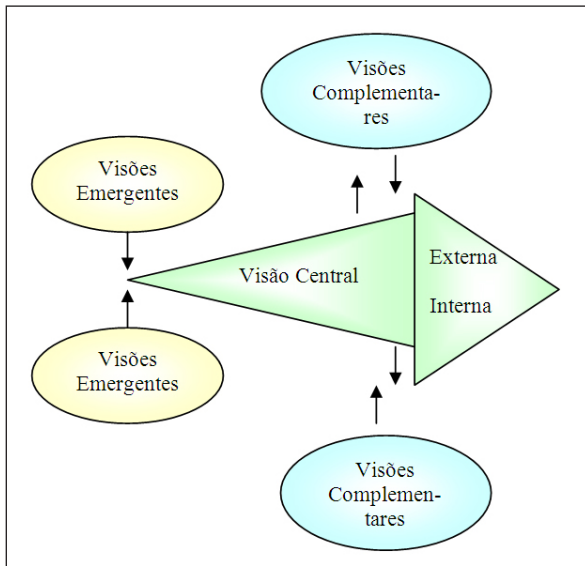 Visões
Complementa-
res
Visões
Emergentes
Visão Central
Externa
Interna
Visões
Emergentes
Visões
Complemen-
tares